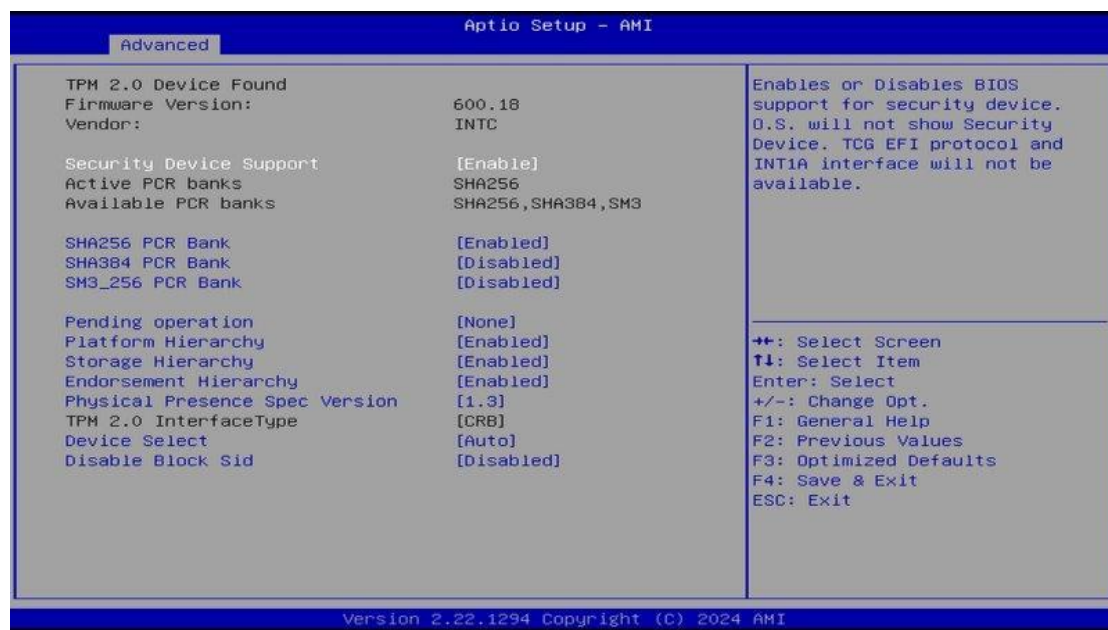 Aptio Setup – AMI
Advanced
TPM 2.0 Device Found
Firmware Version: 600.18
Vendor: INTC
Security Device Support [Enable]
Active PCR banks SHA256
Available PCR banks SHA256,SHA384,SM3
SHA256 PCR Bank [Enabled]
SHA384 PCR Bank [Disabled]
SM3_256 PCR Bank [Disabled]
Pending operation [None]
Platform Hierarchy [Enabled]
Storage Hierarchy [Enabled]
Endorsement Hierarchy [Enabled]
Physical Presence Spec Version [1.3]
TPM 2.0 InterfaceType [CRB]
Device Select [Auto]
Disable Block Sid [Disabled]
Enables or Disables BIOS
support for security device.
O.S. will not show Security
Device. TCG EFI protocol and
INT1A interface will not be
available.
→←: Select Screen
↑↓: Select Item
Enter: Select
+/-: Change Opt.
F1: General Help
F2: Previous Values
F3: Optimized Defaults
F4: Save & Exit
ESC: Exit
Version 2.22.1294 Copyright (C) 2024 AMI